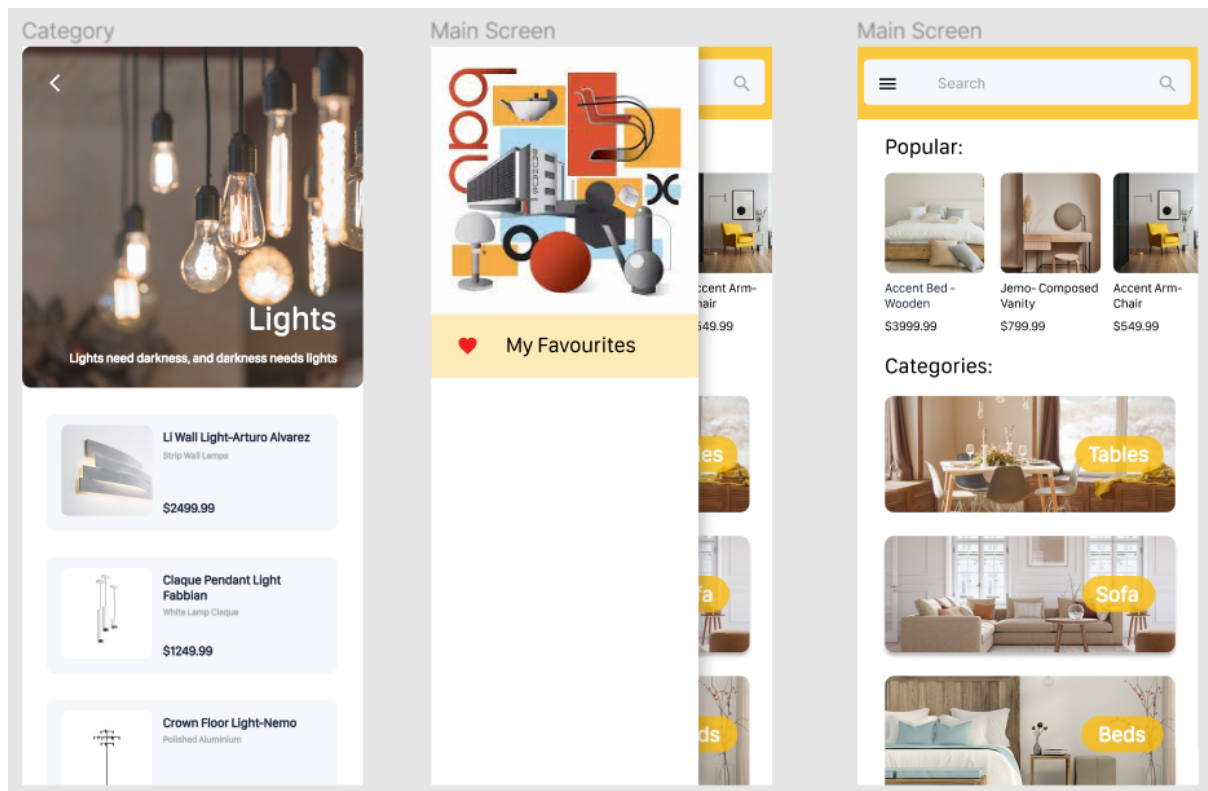 Category
Lights
Lights need darkness, and darkness needs lights
Li Wall Light-Arturo Alvarez
Strip Wall Lamps
$2499.99
Claque Pendant Light
Fabbian
White Lamp Claque
$1249.99
Crown Floor Light-Nemo
Polished Aluminium
Main Screen
bau
BAUHAUS
My Favourites
ccent Arm-
hair
549.99
es
fa
ds
Main Screen
Search
Popular:
Accent Bed -
Wooden
$3999.99
Jemo- Composed
Vanity
$799.99
Accent Arm-
Chair
$549.99
Categories:
Tables
Sofa
Beds